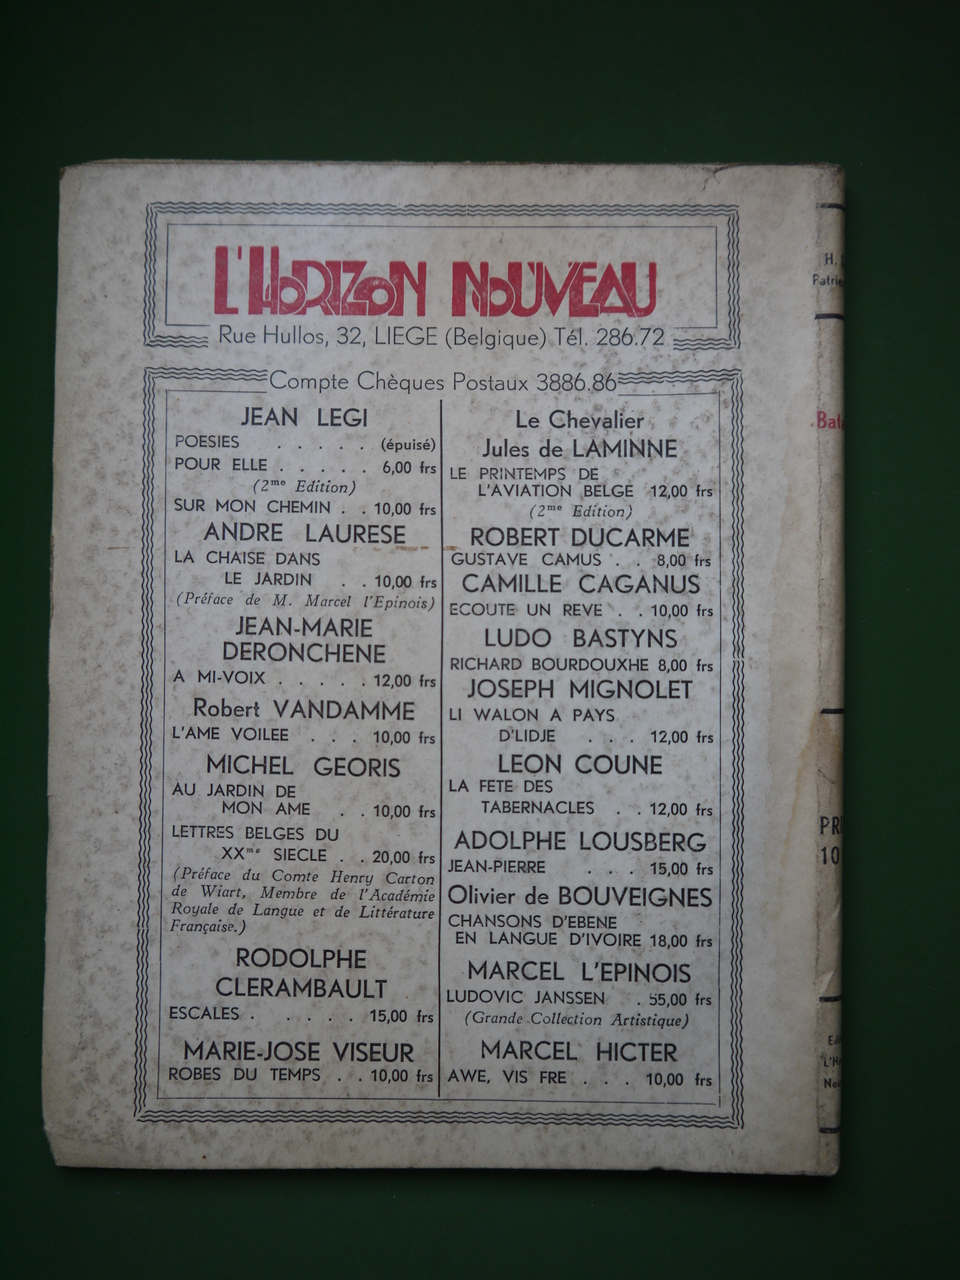 L'HORIZON NOUVEAU
Rue Hullos, 32, LIEGE (Belgique) Tél. 286.72
Compte Chèques Postaux 3886.86
JEAN LEGI
POESIES . . . . . (épuisé)
POUR ELLE . . . . . 6,00 frs
(2me Edition)
SUR MON CHEMIN . . 10,00 frs
ANDRE LAURESE
LA CHAISE DANS
LE JARDIN . . 10,00 frs
(Préface de M. Marcel l'Epinois)
JEAN-MARIE
DERONCHENE
A MI-VOIX . . . . . 12,00 frs
Robert VANDAMME
L'AME VOILEE . . . 10,00 frs
MICHEL GEORIS
AU JARDIN DE
MON AME . . 10,00 frs
LETTRES BELGES DU
XXme SIECLE . . 20,00 frs
(Préface du Comte Henry Carton
de Wiart, Membre de l'Académie
Royale de Langue et de Littérature
Française.)
RODOLPHE
CLERAMBAULT
ESCALES . . . . . 15,00 frs
MARIE-JOSE VISEUR
ROBES DU TEMPS . . 10,00 frs
Le Chevalier
Jules de LAMINNE
LE PRINTEMPS DE
L'AVIATION BELGE 12,00 frs
(2me Edition)
ROBERT DUCARME
GUSTAVE CAMUS . . 8,00 frs
CAMILLE CAGANUS
ECOUTE UN REVE . . 10,00 frs
LUDO BASTYNS
RICHARD BOURDOUXHE 8,00 frs
JOSEPH MIGNOLET
LI WALON A PAYS
D'LIDJE . . . 12,00 frs
LEON COUNE
LA FETE DES
TABERNACLES . . 12,00 frs
ADOLPHE LOUSBERG
JEAN-PIERRE . . . 15,00 frs
Olivier de BOUVEIGNES
CHANSONS D'EBENE
EN LANGUE D'IVOIRE 18,00 frs
MARCEL L'EPINOIS
LUDOVIC JANSSEN . 55,00 frs
(Grande Collection Artistique)
MARCEL HICTER
AWE, VIS FRE . . . 10,00 frs
H.
10